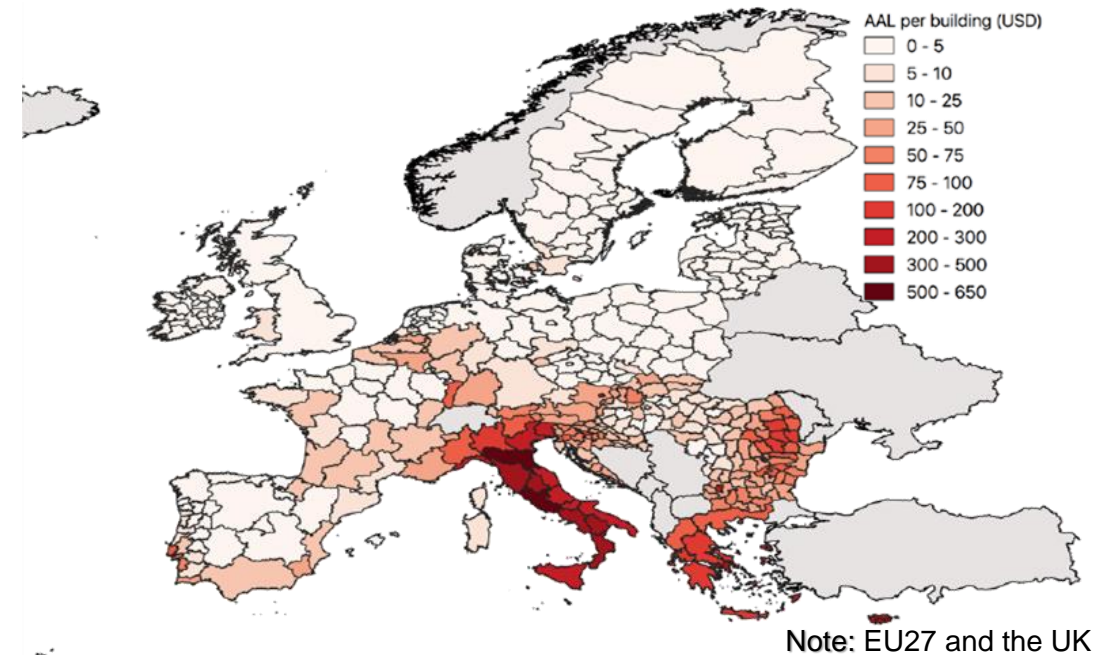 AAL per building (USD)
0 - 5
5 - 10
10 - 25
25 - 50
50 - 75
75 - 100
100 - 200
200 - 300
300 - 500
500 - 650
Note: EU27 and the UK